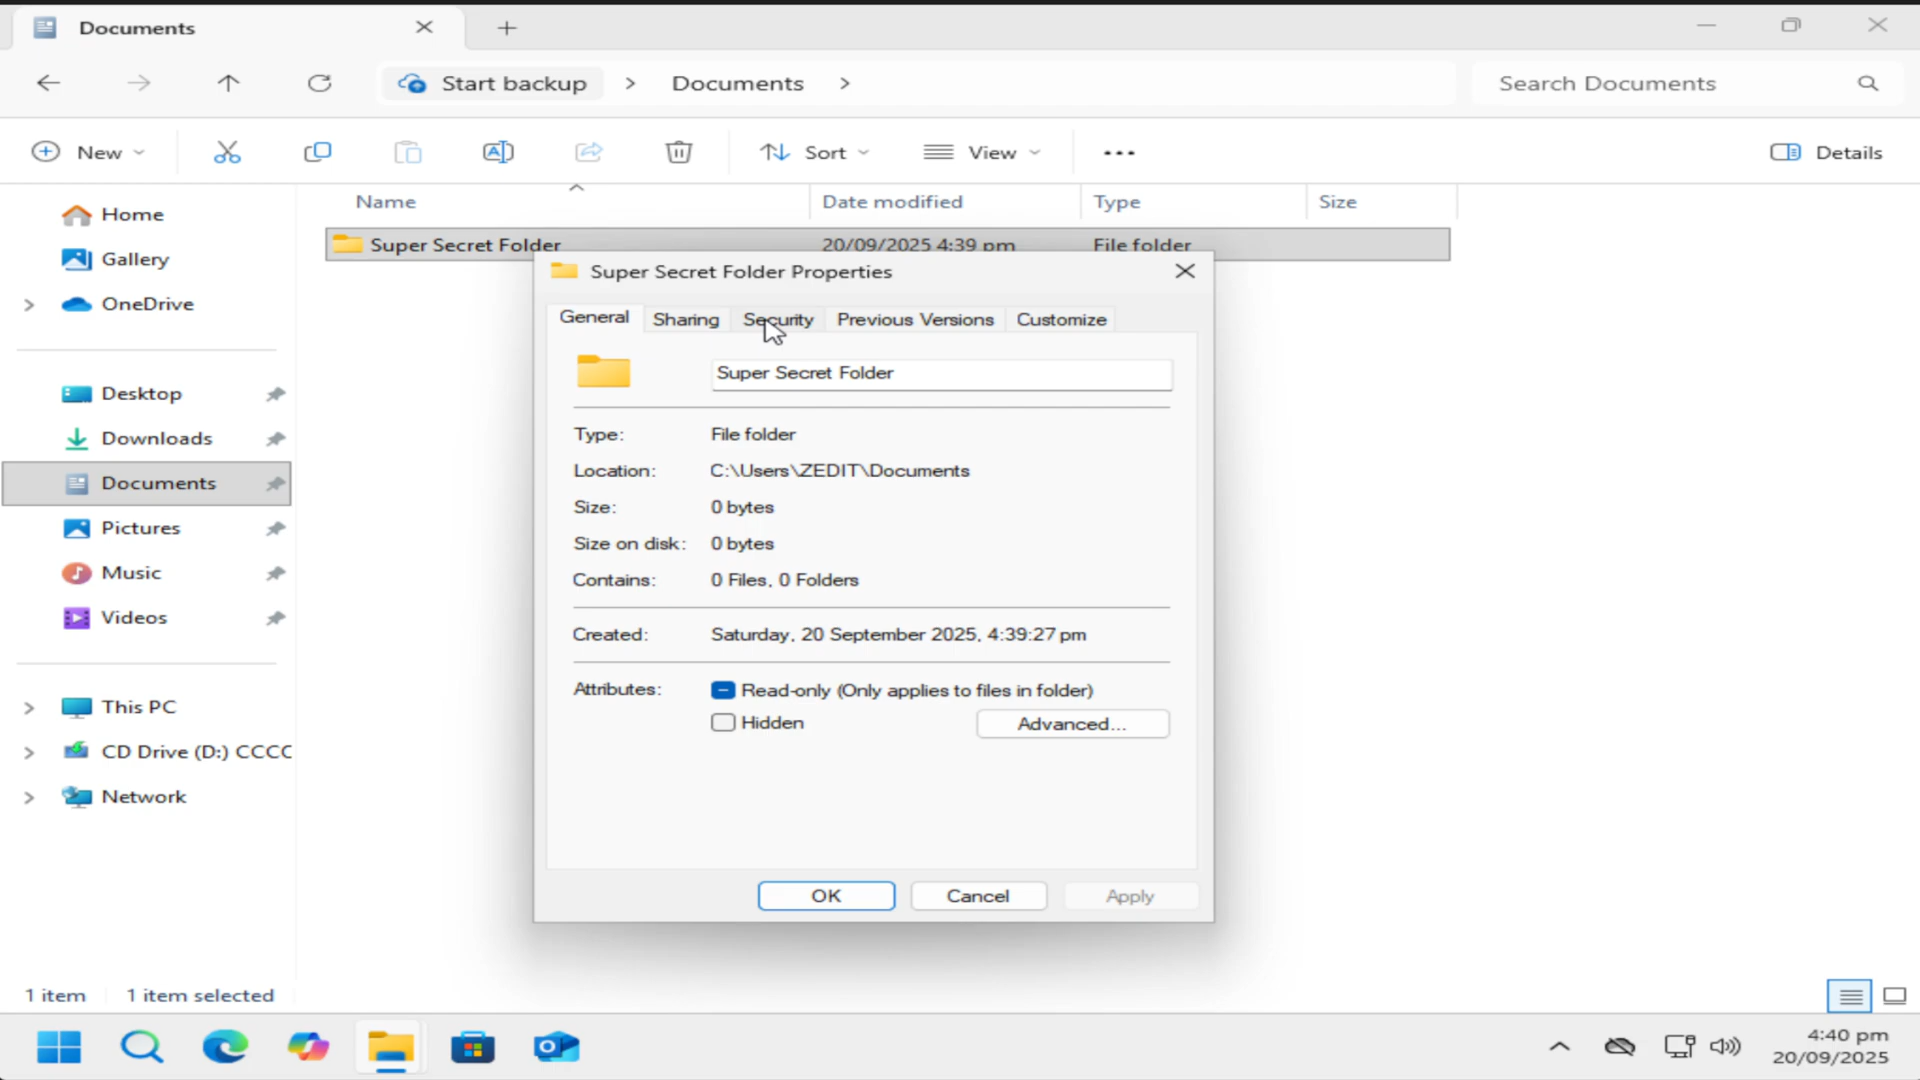 Documents
Start backup > Documents >
Search Documents
New
Sort
View
Details
Name
Date modified
Type
Size
Super Secret Folder
20/09/2025 4:39 pm
File folder
Home
Gallery
OneDrive
Desktop
Downloads
Documents
Pictures
Music
Videos
This PC
CD Drive (D:) CCCC
Network
Super Secret Folder Properties
General
Sharing
Security
Previous Versions
Customize
Super Secret Folder
Type: File folder
Location: C:\Users\ZEDIT\Documents
Size: 0 bytes
Size on disk: 0 bytes
Contains: 0 Files, 0 Folders
Created: Saturday, 20 September 2025, 4:39:27 pm
Attributes: Read-only (Only applies to files in folder)
Hidden
Advanced...
OK
Cancel
Apply
1 item
1 item selected
4:40 pm
20/09/2025